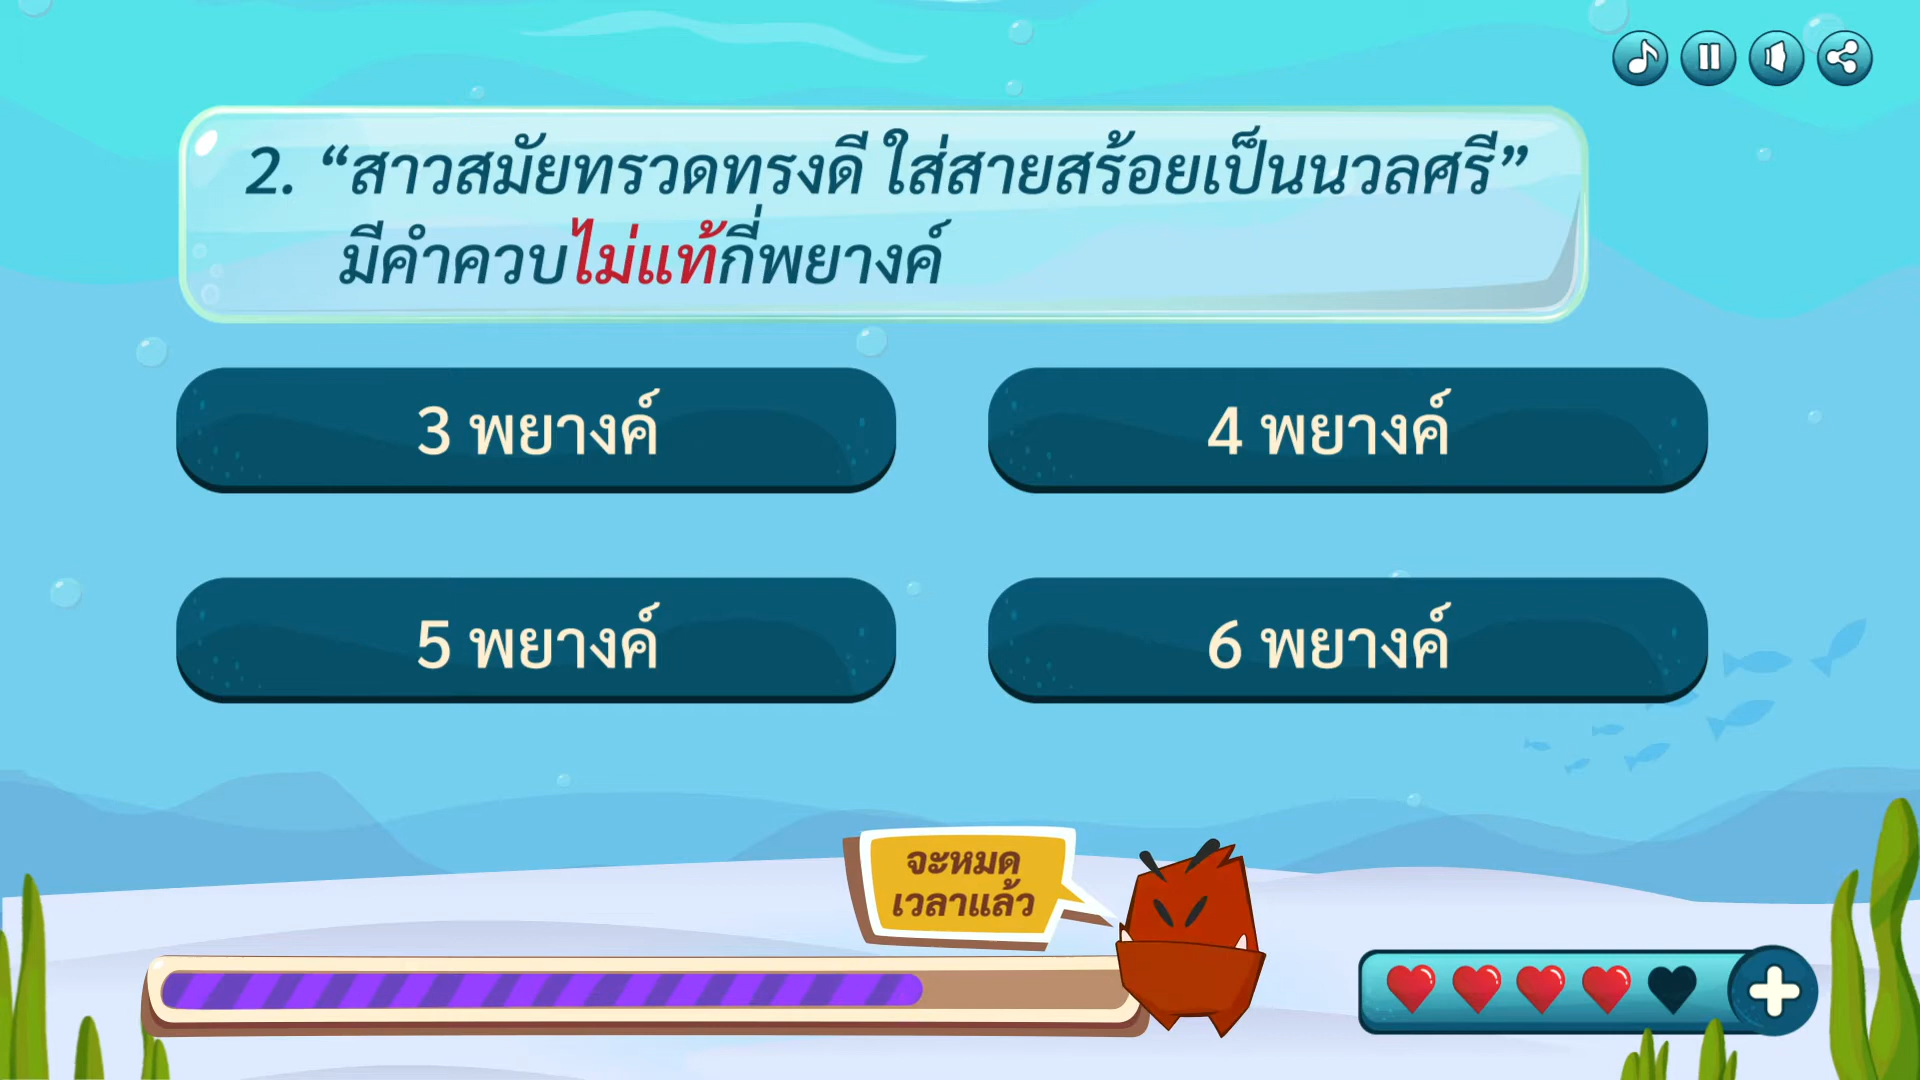 2. “สาวสมัยทรวดทรงดี ใส่สายสร้อยเป็นนวลศรี”
มีคำควบไม่แท้กี่พยางค์
3 พยางค์
4 พยางค์
5 พยางค์
6 พยางค์
จะหมด
เวลาแล้ว